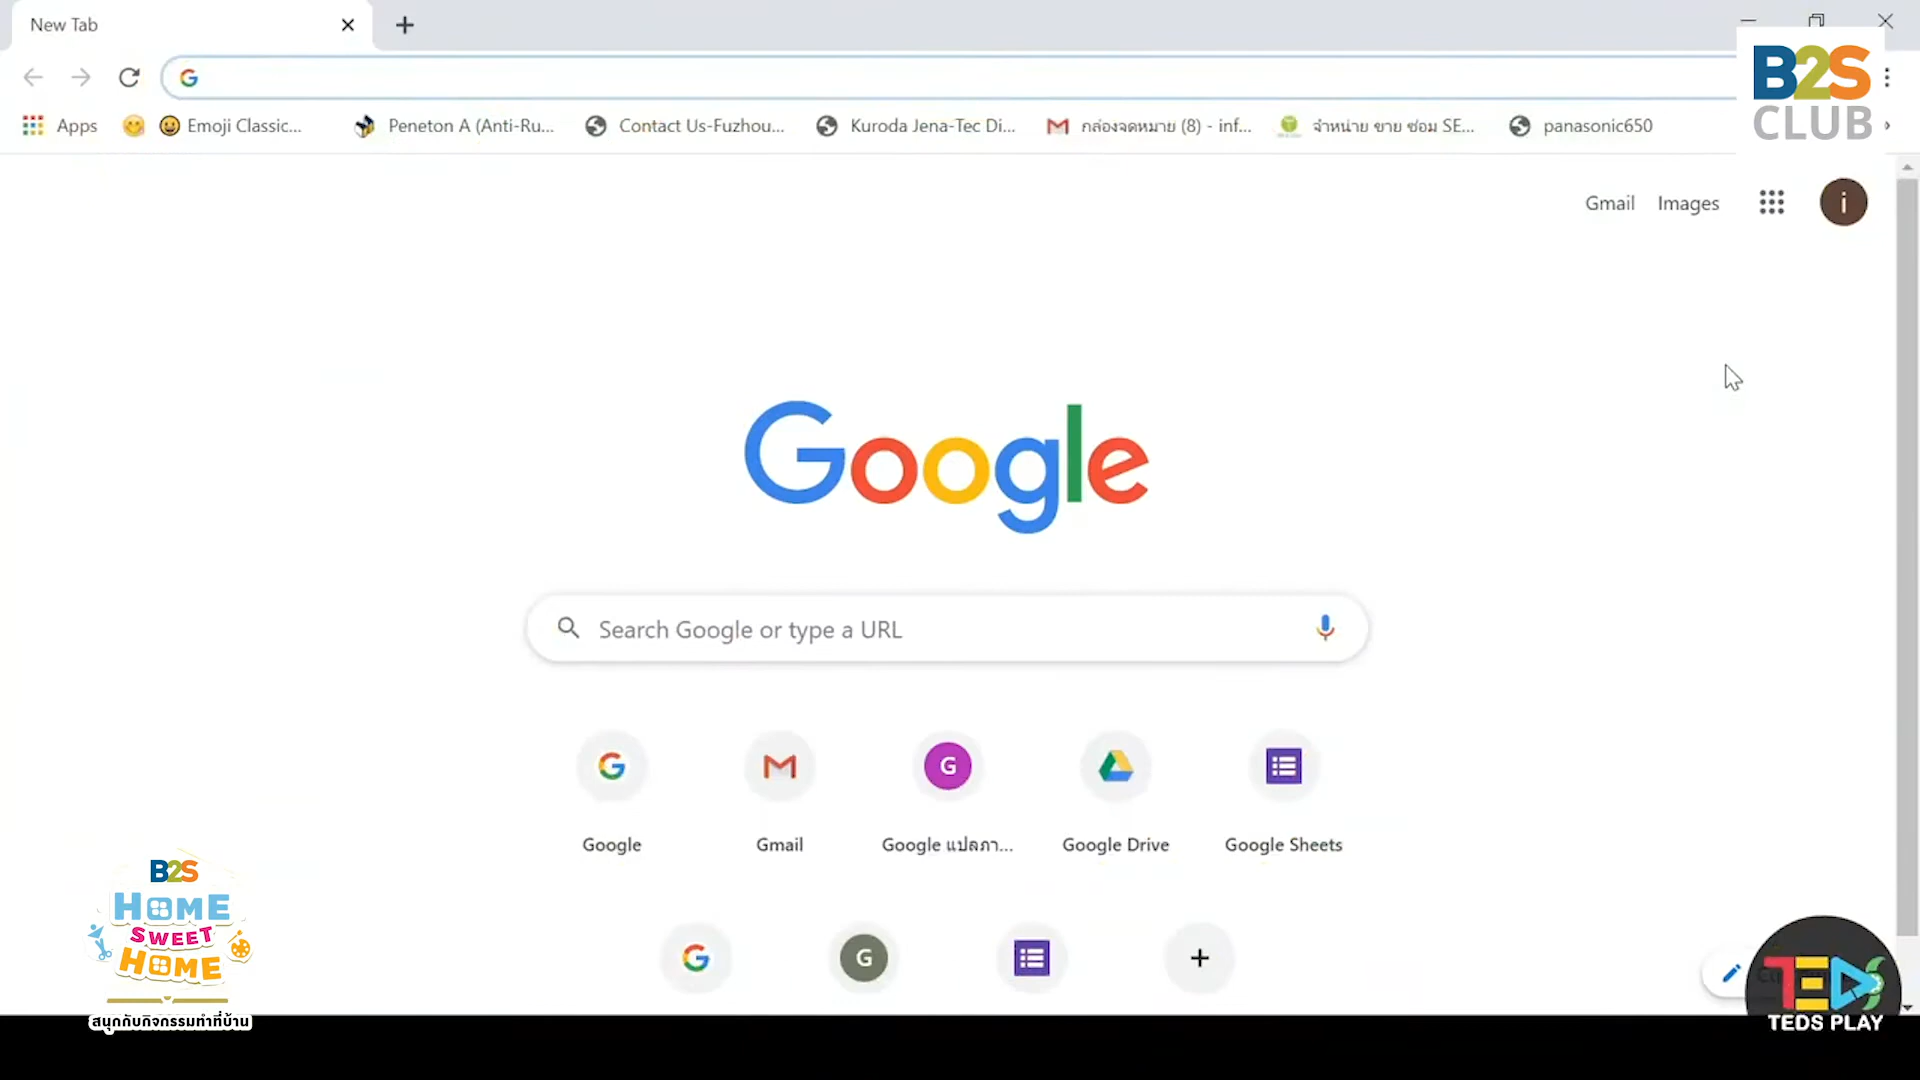 New Tab
Apps
Emoji Classic...
Peneton A (Anti-Ru...
Contact Us-Fuzhou...
Kuroda Jena-Tec Di...
กล่องจดหมาย (8) - inf...
จำหน่าย ขาย ซ่อม SE...
panasonic650
B2S
CLUB
Gmail
Images
i
Google
Search Google or type a URL
Google
Gmail
Google แปลภา...
Google Drive
Google Sheets
B2S
HOME
SWEET
HOME
สนุกกับกิจกรรมทำที่บ้าน
TEDS
TEDS PLAY